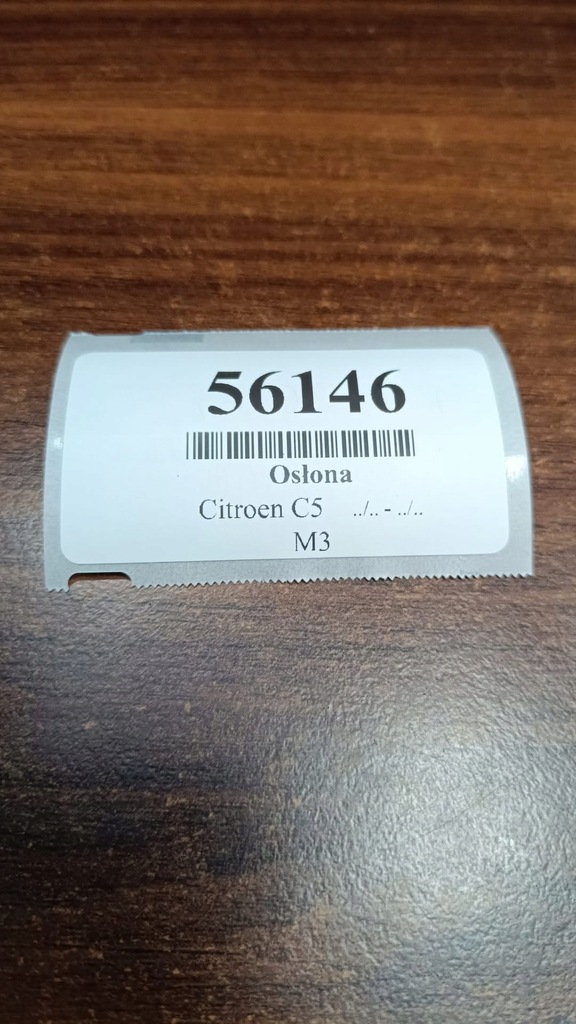 56146
Osłona
Citroen C5 ../.. - ../..
M3